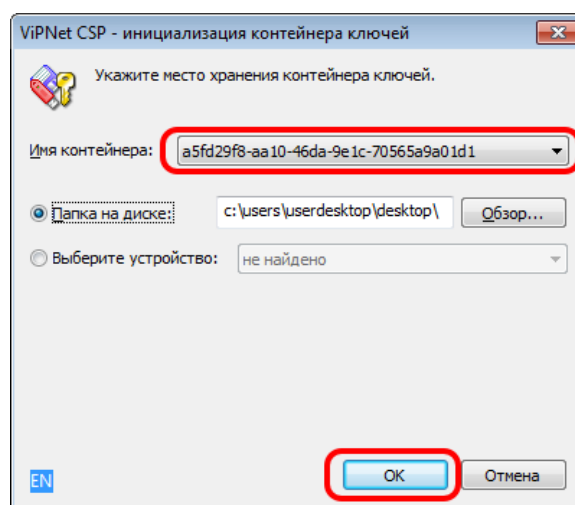 ViPNet CSP - инициализация контейнера ключей
Укажите место хранения контейнера ключей.
Имя контейнера: a5fd29f8-aa10-46da-9e1c-70565a9a01d1
Папка на диске: c:\users\userdesktop\desktop\ Обзор...
Выберите устройство: не найдено
EN OK Отмена